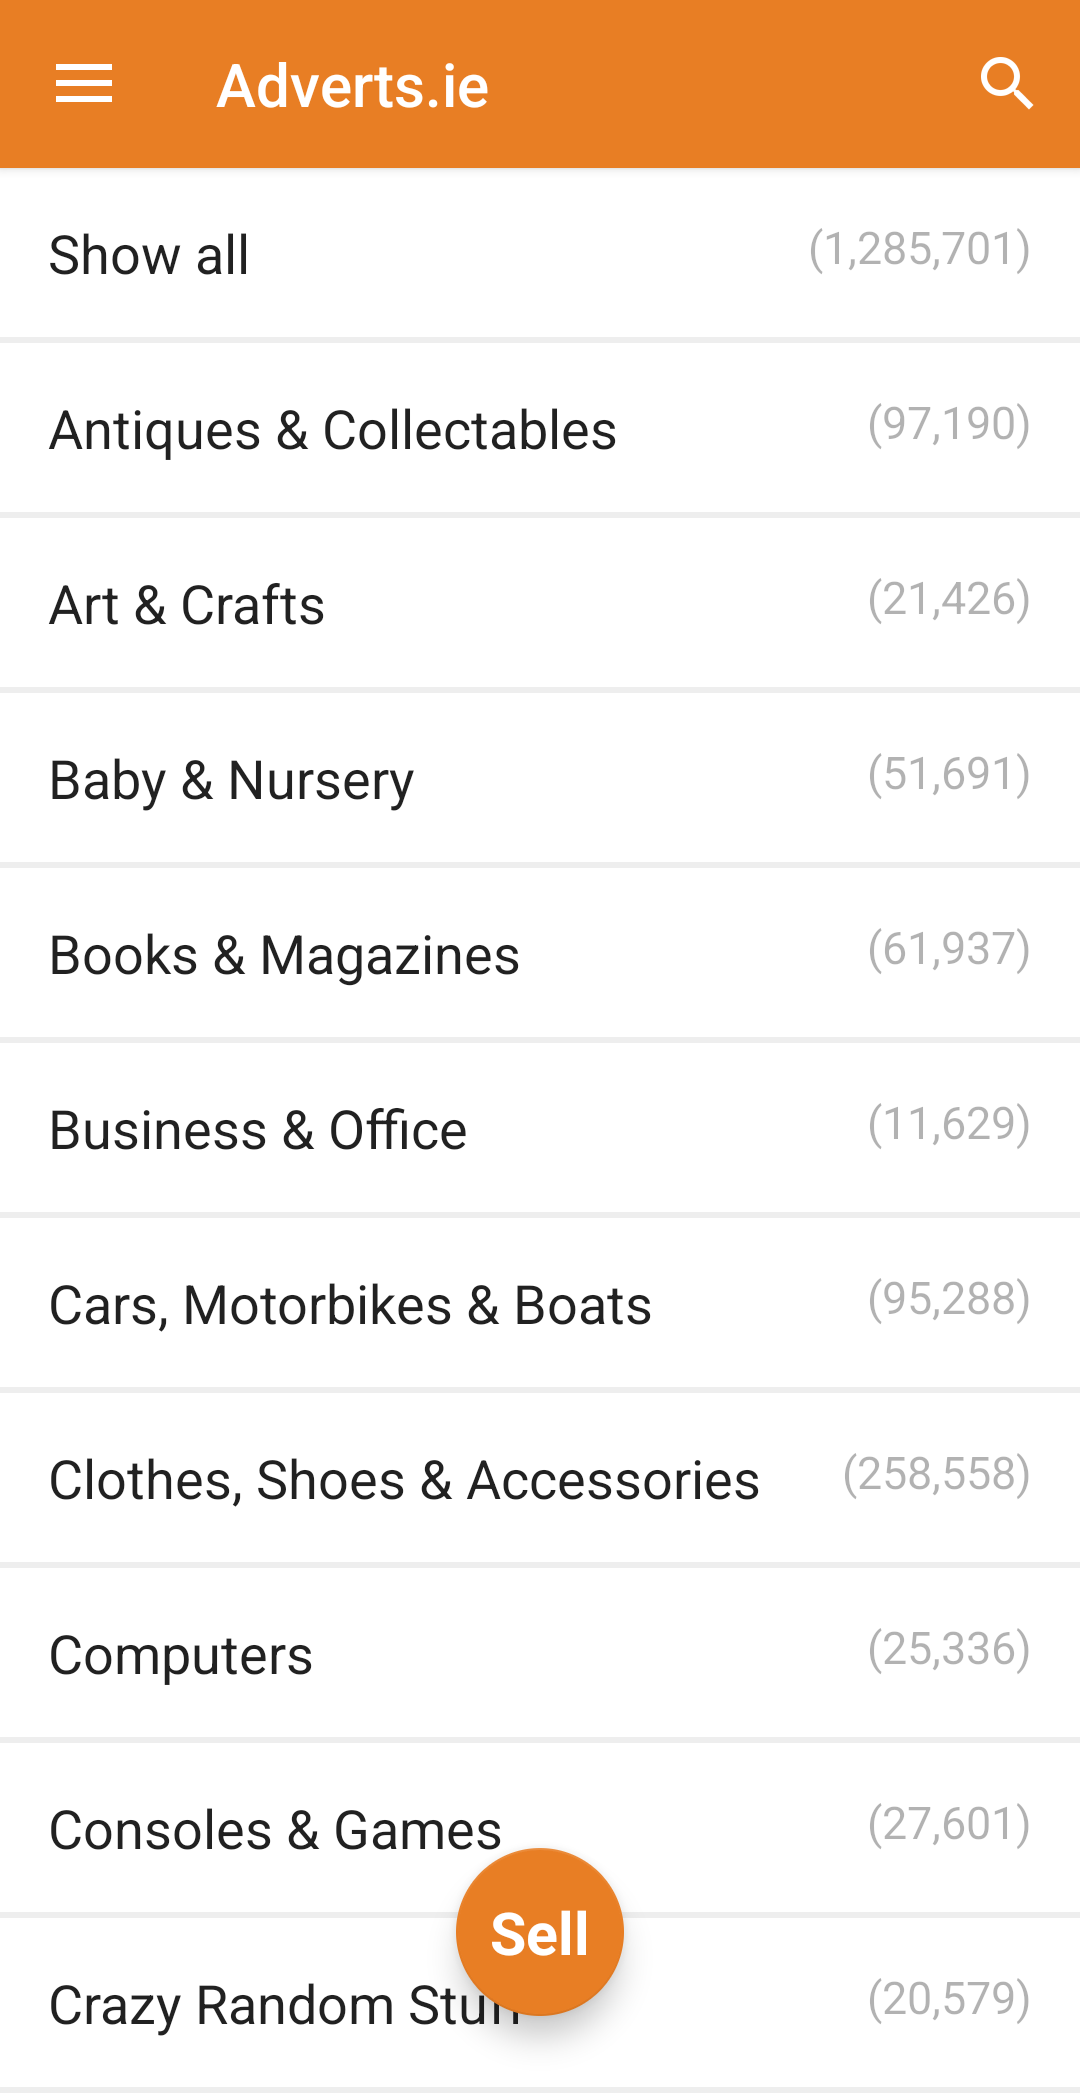 Adverts.ie
Show all (1,285,701)
Antiques & Collectables (97,190)
Art & Crafts (21,426)
Baby & Nursery (51,691)
Books & Magazines (61,937)
Business & Office (11,629)
Cars, Motorbikes & Boats (95,288)
Clothes, Shoes & Accessories (258,558)
Computers (25,336)
Consoles & Games (27,601)
Sell
Crazy Random Stuff (20,579)